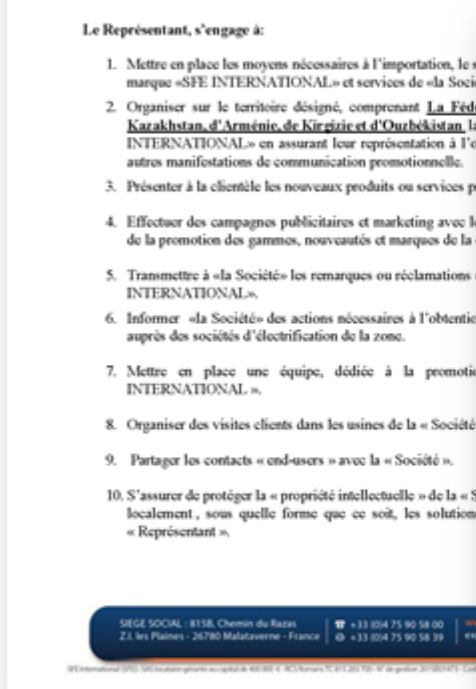 Le Représentant, s'engage à:
1. Mettre en place les moyens nécessaires à l'importation, le
marque «SFE INTERNATIONAL» et services de «la Soci
2. Organiser sur le territoire désigné, comprenant La Féd
Kazakhstan, d'Arménie, de Kirgizie et d'Ouzbékistan
INTERNATIONAL» en assurant leur représentation à l'
autres manifestations de communication promotionnelle.
3. Présenter à la clientèle les nouveaux produits ou services
4. Effectuer des campagnes publicitaires et marketing avec
de la promotion des gammes, nouveautés et marques de la
5. Transmettre à «la Société» les remarques ou réclamations
INTERNATIONAL».
6. Informer «la Société» des actions nécessaires à l'obtentio
auprès des sociétés d'électrification de la zone.
7. Mettre en place une équipe, dédiée à la promotio
INTERNATIONAL ».
8. Organiser des visites clients dans les usines de la « Société
9. Partager les contacts « end-users » avec la « Société ».
10. S'assurer de protéger la « propriété intellectuelle » de la «
localement , sous quelle forme que ce soit, les solution
« Représentant ».
SIEGE SOCIAL : 815B, Chemin du Razas
Z.I. les Plaines - 26780 Malataverne - France
+33 (0)4 75 90 58 00
+33 (0)4 75 90 58 39